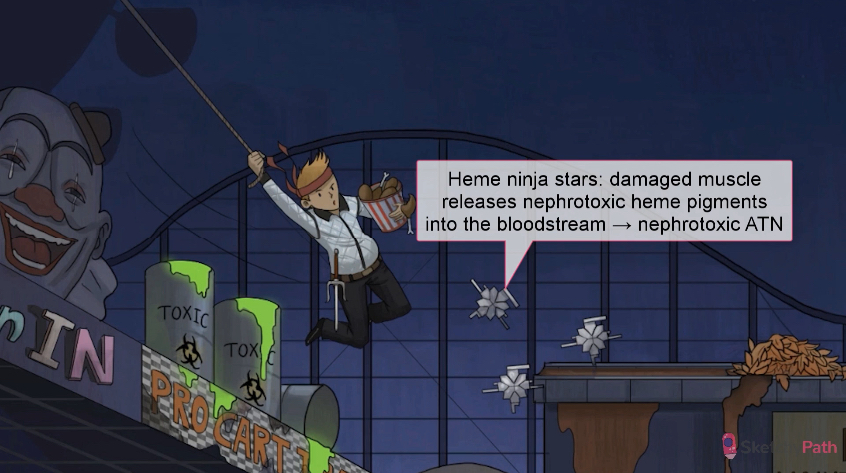 Heme ninja stars: damaged muscle
releases nephrotoxic heme pigments
into the bloodstream → nephrotoxic ATN
TOXIC
TOXIC
IN
PRO CART
SketchyPath